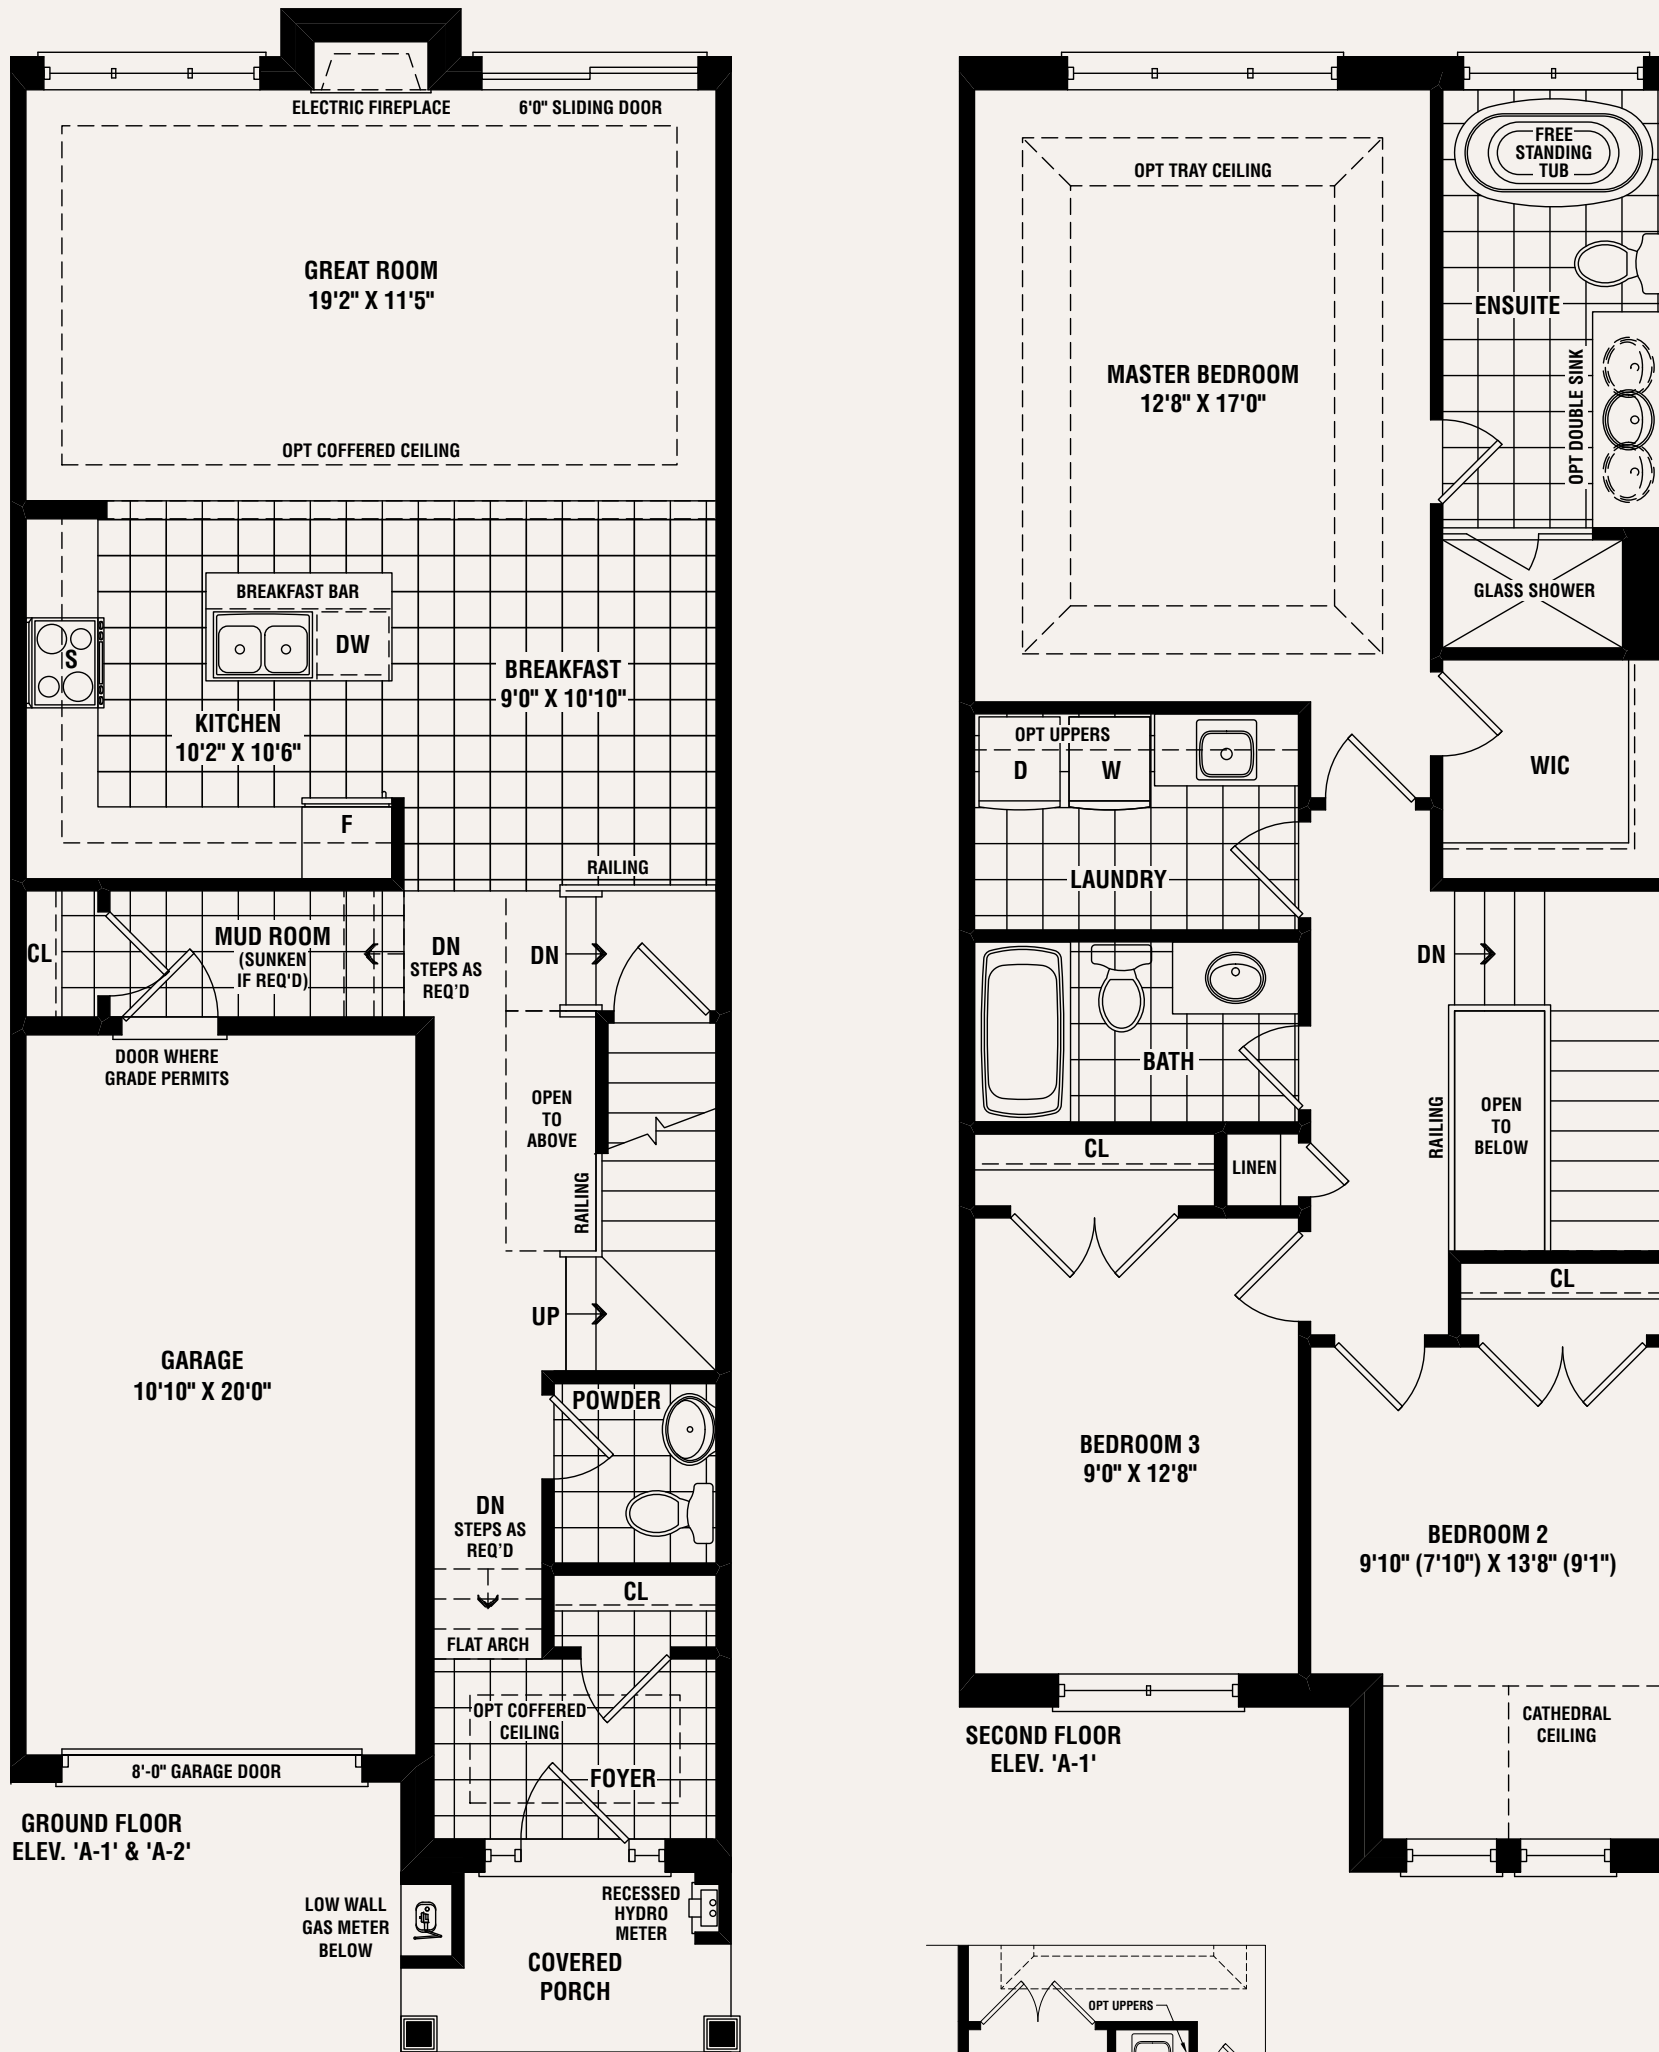 ELECTRIC FIREPLACE
6'0" SLIDING DOOR
GREAT ROOM
19'2" X 11'5"
OPT COFFERED CEILING
BREAKFAST BAR
S
DW
BREAKFAST
9'0" X 10'10"
KITCHEN
10'2" X 10'6"
F
RAILING
CL
MUD ROOM
(SUNKEN
IF REQ'D)
DN
STEPS AS
REQ'D
DN
DOOR WHERE
GRADE PERMITS
OPEN
TO
ABOVE
RAILING
UP
GARAGE
10'10" X 20'0"
POWDER
DN
STEPS AS
REQ'D
CL
FLAT ARCH
OPT COFFERED
CEILING
FOYER
8'-0" GARAGE DOOR
GROUND FLOOR
ELEV. 'A-1' & 'A-2'
LOW WALL
GAS METER
BELOW
RECESSED
HYDRO
METER
COVERED
PORCH
OPT TRAY CEILING
FREE
STANDING
TUB
ENSUITE
MASTER BEDROOM
12'8" X 17'0"
OPT DOUBLE SINK
GLASS SHOWER
OPT UPPERS
D
W
WIC
LAUNDRY
DN
BATH
RAILING
OPEN
TO
BELOW
CL
LINEN
CL
BEDROOM 3
9'0" X 12'8"
BEDROOM 2
9'10" (7'10") X 13'8" (9'1")
CATHEDRAL
CEILING
SECOND FLOOR
ELEV. 'A-1'
OPT UPPERS